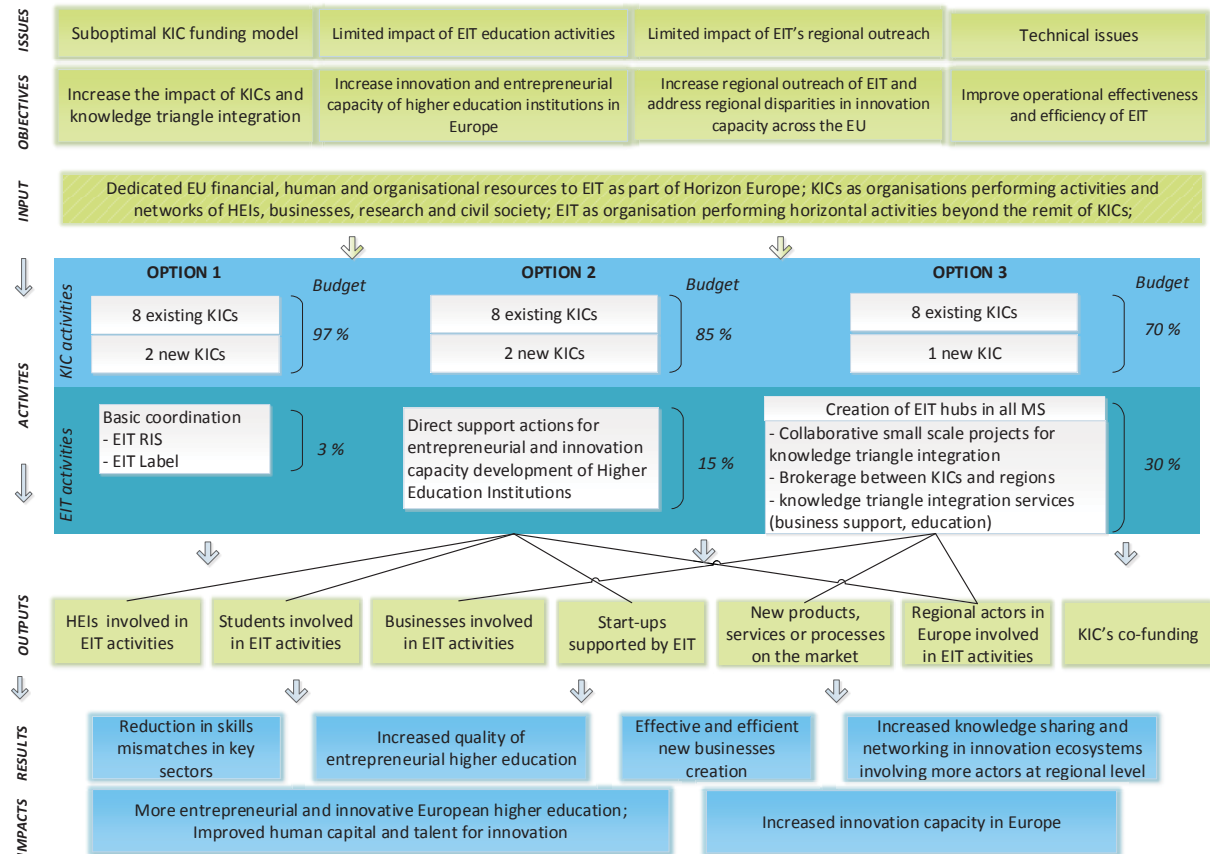 ISSUES
Suboptimal KIC funding model
Limited impact of EIT education activities
Limited impact of EIT's regional outreach
Technical issues
OBJECTIVES
Increase the impact of KICs and
knowledge triangle integration
Increase innovation and entrepreneurial
capacity of higher education institutions in
Europe
Increase regional outreach of EIT and
address regional disparities in innovation
capacity across the EU
Improve operational effectiveness
and efficiency of EIT
INPUT
Dedicated EU financial, human and organisational resources to EIT as part of Horizon Europe; KICs as organisations performing activities and
networks of HEIs, businesses, research and civil society; EIT as organisation performing horizontal activities beyond the remit of KICs;
ACTIVITES
KIC activities
OPTION 1
Budget
8 existing KICs
2 new KICs
97 %
OPTION 2
Budget
8 existing KICs
2 new KICs
85 %
OPTION 3
Budget
8 existing KICs
1 new KIC
70 %
EIT activities
Basic coordination
- EIT RIS
- EIT Label
3 %
Direct support actions for
entrepreneurial and innovation
capacity development of Higher
Education Institutions
15 %
Creation of EIT hubs in all MS
- Collaborative small scale projects for
knowledge triangle integration
- Brokerage between KICs and regions
- knowledge triangle integration services
(business support, education)
30 %
OUTPUTS
HEIs involved in
EIT activities
Students involved
in EIT activities
Businesses involved
in EIT activities
Start-ups
supported by EIT
New products,
services or processes
on the market
Regional actors in
Europe involved
in EIT activities
KIC's co-funding
RESULTS
Reduction in skills
mismatches in key
sectors
Increased quality of
entrepreneurial higher education
Effective and efficient
new businesses
creation
Increased knowledge sharing and
networking in innovation ecosystems
involving more actors at regional level
IMPACTS
More entrepreneurial and innovative European higher education;
Improved human capital and talent for innovation
Increased innovation capacity in Europe